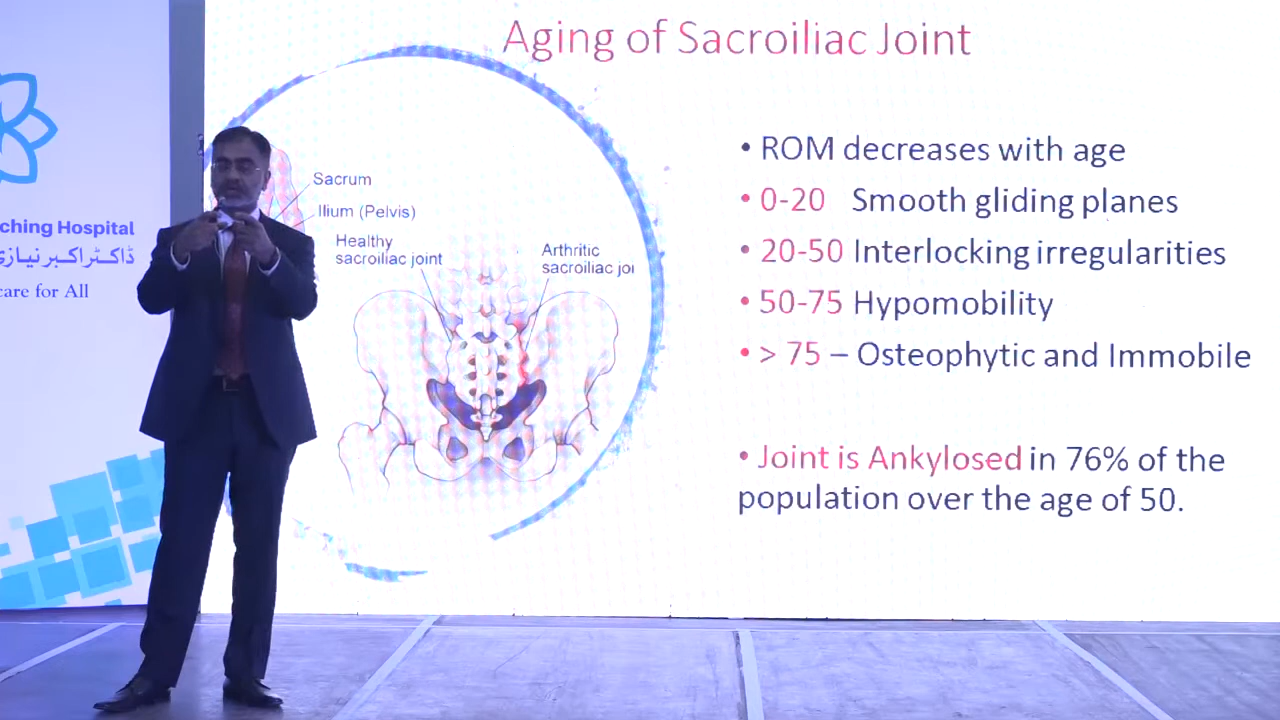 Aging of Sacroiliac Joint
ching Hospital
ڈاکٹر اکبر نیازی
care for All
Sacrum
Ilium (Pelvis)
Healthy
sacroiliac joint
Arthritic
sacroiliac joi
• ROM decreases with age
• 0-20 Smooth gliding planes
• 20-50 Interlocking irregularities
• 50-75 Hypomobility
• > 75 – Osteophytic and Immobile
• Joint is Ankylosed in 76% of the
population over the age of 50.